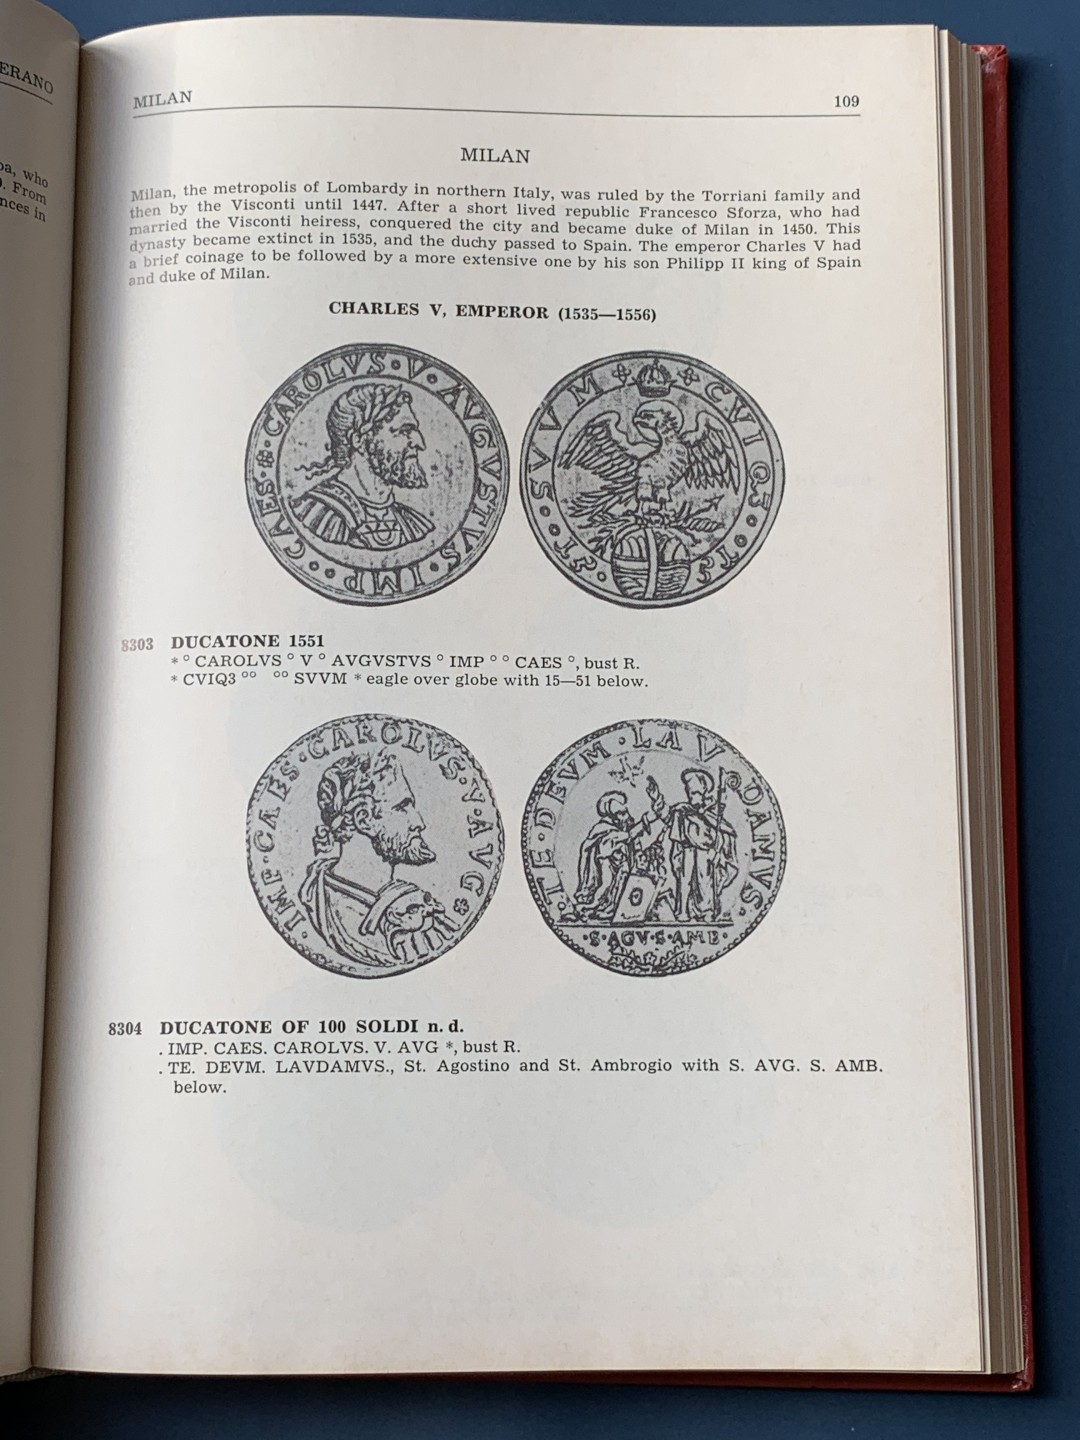 ERANO
ba, who
0. From
nces in
MILAN 109
MILAN
Milan, the metropolis of Lombardy in northern Italy, was ruled by the Torriani family and
then by the Visconti until 1447. After a short lived republic Francesco Sforza, who had
married the Visconti heiress, conquered the city and became duke of Milan in 1450. This
dynasty became extinct in 1535, and the duchy passed to Spain. The emperor Charles V had
a brief coinage to be followed by a more extensive one by his son Philipp II king of Spain
and duke of Milan.
CHARLES V, EMPEROR (1535—1556)
CAROLVS · V · AVGVSTVS · IMP · CAES
CVIQ3 · SVVM
8303 DUCATONE 1551
* ° CAROLVS ° V ° AVGVSTVS ° IMP ° ° CAES °, bust R.
* CVIQ3 °° °° SVVM * eagle over globe with 15—51 below.
· IMP · CAES · CAROLVS · V · AVG
· TE · DEVM · LAVDAMVS ·
· S · AGV · S · AMB ·
8304 DUCATONE OF 100 SOLDI n. d.
. IMP. CAES. CAROLVS. V. AVG *, bust R.
. TE. DEVM. LAVDAMVS., St. Agostino and St. Ambrogio with S. AVG. S. AMB.
below.